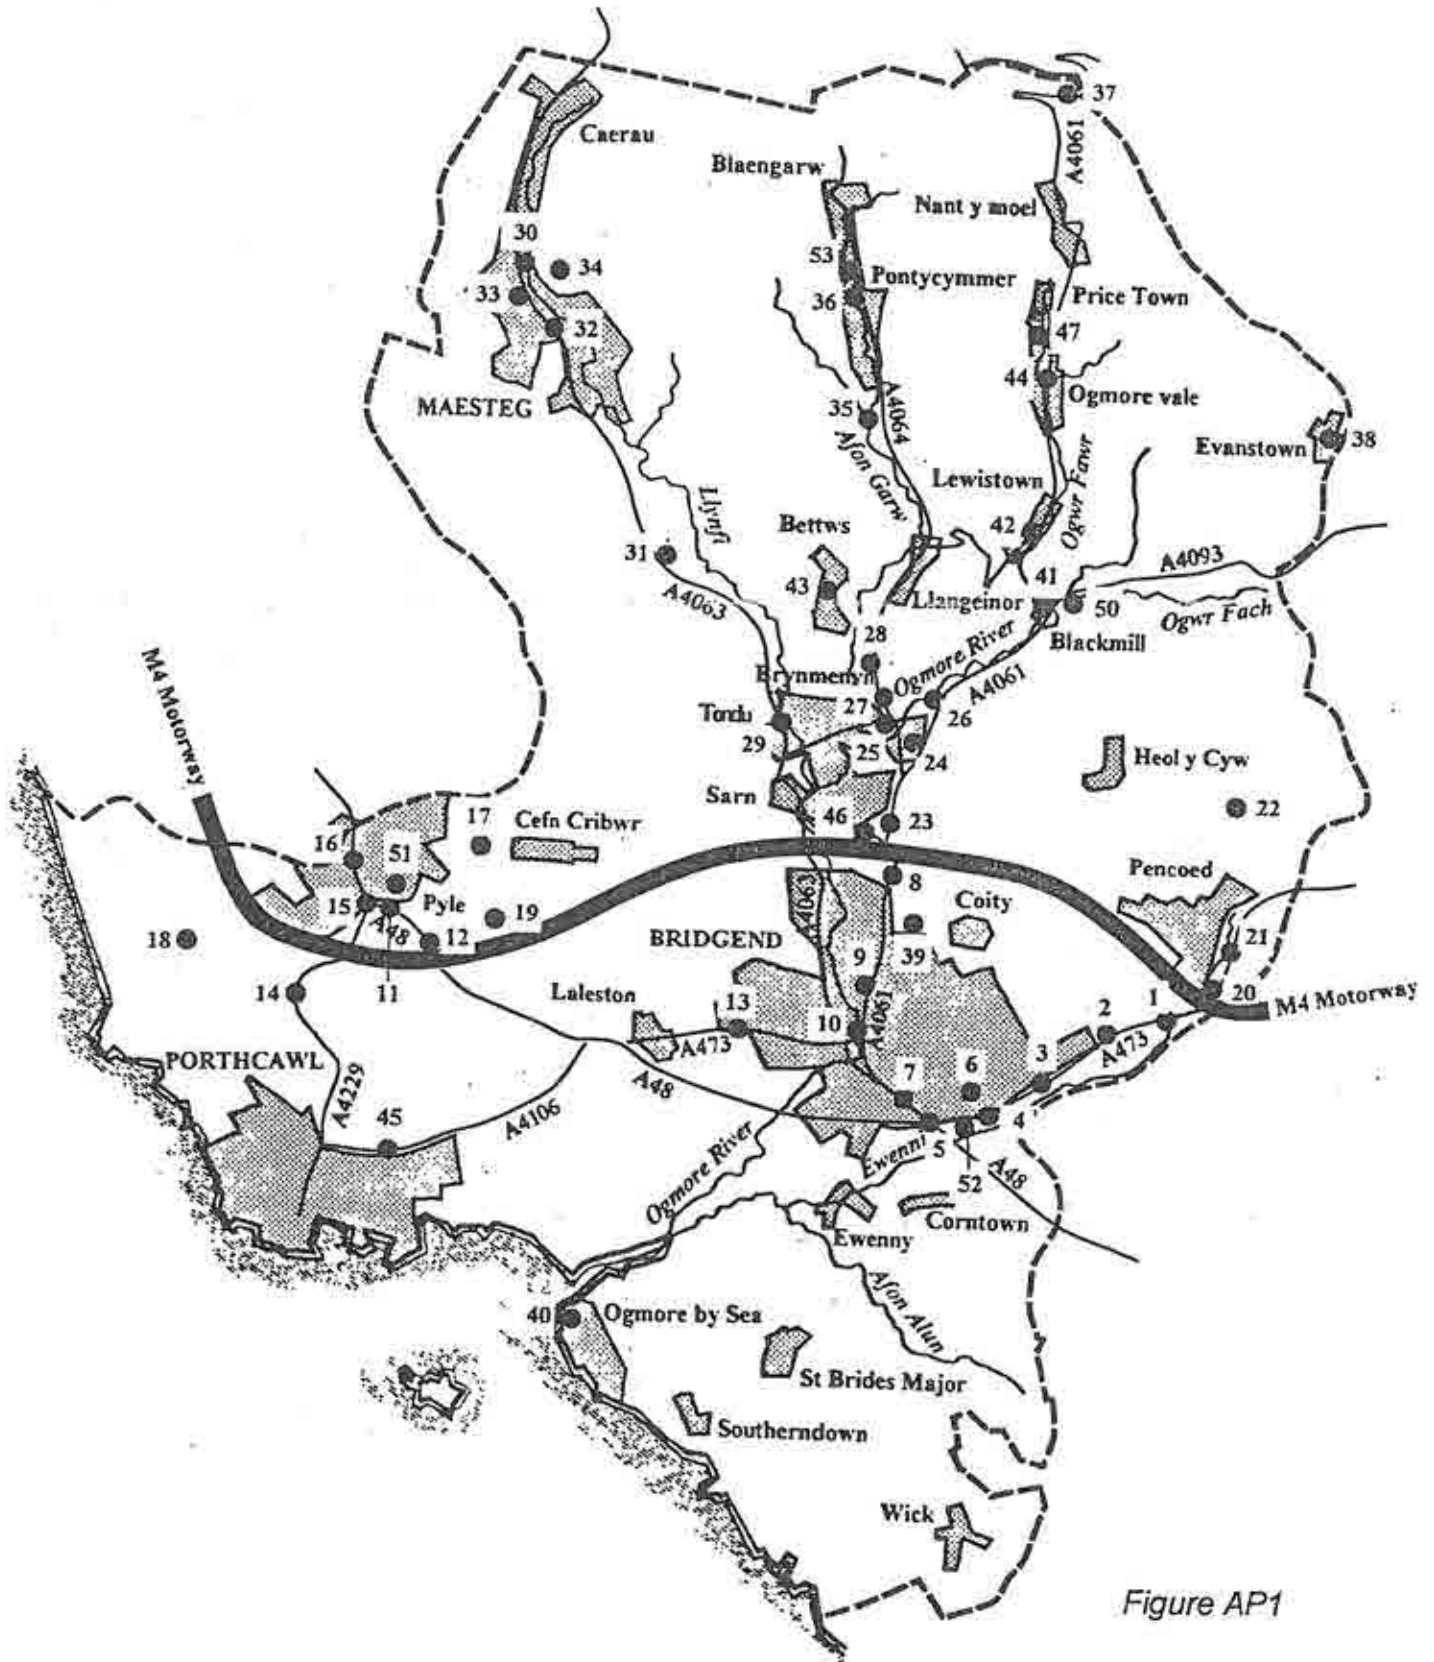 37
A4061
Caerau
Blaengarw
Nant y moel
30
34
53
Pontycymmer
33
36
Price Town
32
47
44
MAESTEG
Ogmore vale
35
A4064
Afon Garw
Evanstown
38
Lewistown
Ogwr Fawr
Llynfi
Bettws
42
31
A4093
41
43
A4063
Llangeinor
50
Ogwr Fach
28
Ogmore River
Blackmill
Brynmenyn
A4061
M4 Motorway
Tondu
27
26
29
25
24
Heol y Cyw
Sarn
22
17
Cefn Cribwr
46
23
16
51
Pencoed
8
15
Pyle
A4063
Coity
A48
19
18
12
BRIDGEND
21
39
9
14
11
Laleston
13
20
M4 Motorway
10
A4061
2
1
A473
3
A473
PORTHCAWL
A48
7
6
A4229
45
A4106
4
Ewenni
5
A48
Ogmore River
52
Corntown
Ewenny
Afon Alun
40
Ogmore by Sea
St Brides Major
Southerndown
Wick
Figure AP1